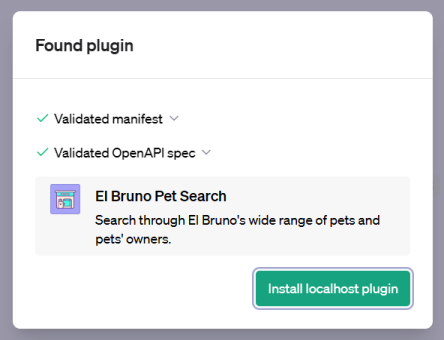 Found plugin
Validated manifest
Validated OpenAPI spec
El Bruno Pet Search
Search through El Bruno's wide range of pets and
pets' owners.
Install localhost plugin